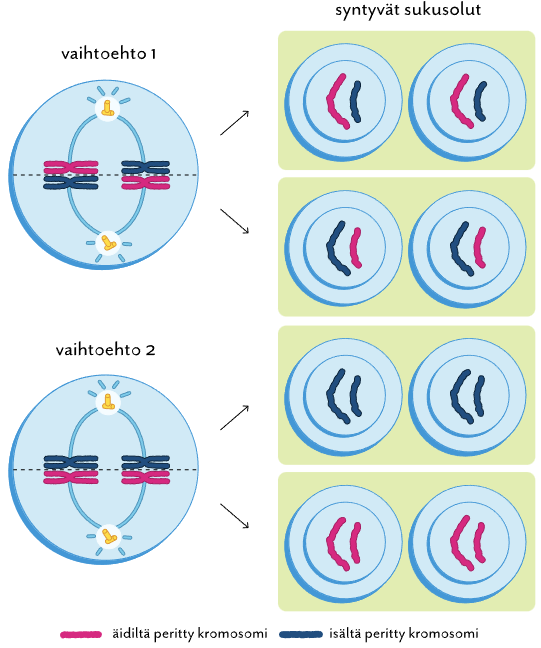 syntyvät sukusolut
vaihtoehto 1
vaihtoehto 2
äidiltä peritty kromosomi
isältä peritty kromosomi